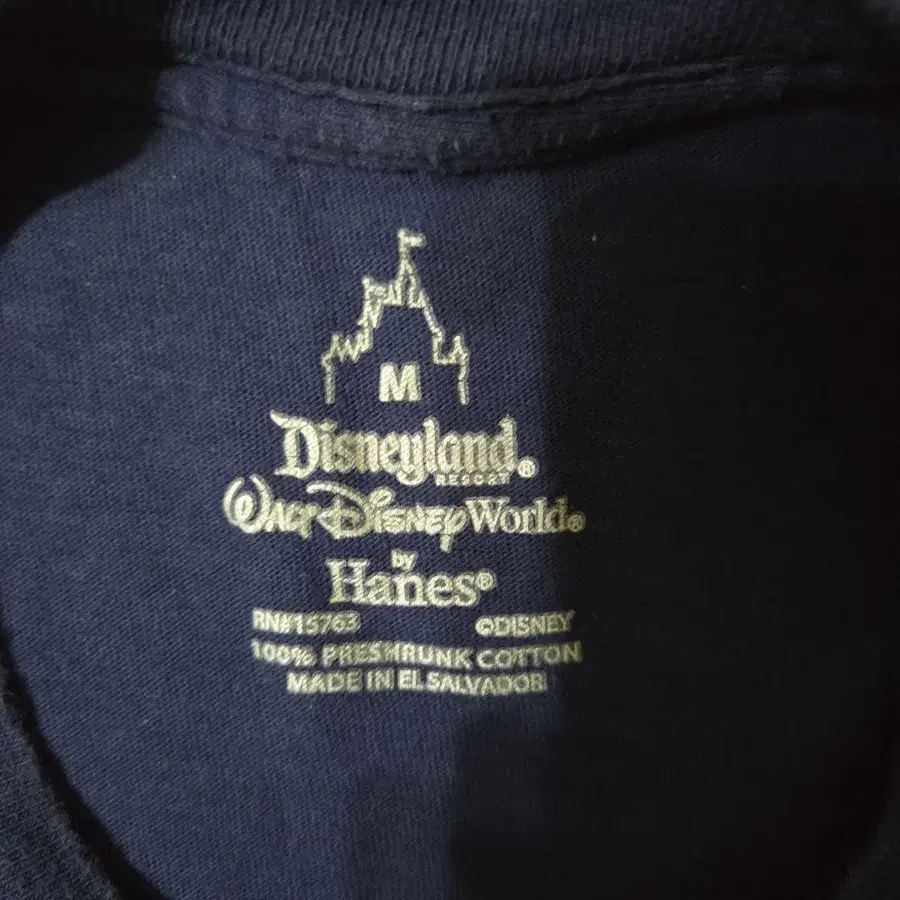 M
Disneyland®
RESORT
WALT DISNEY World®
by
Hanes®
RN#15763 ©DISNEY
100% PRESHRUNK COTTON
MADE IN EL SALVADOR